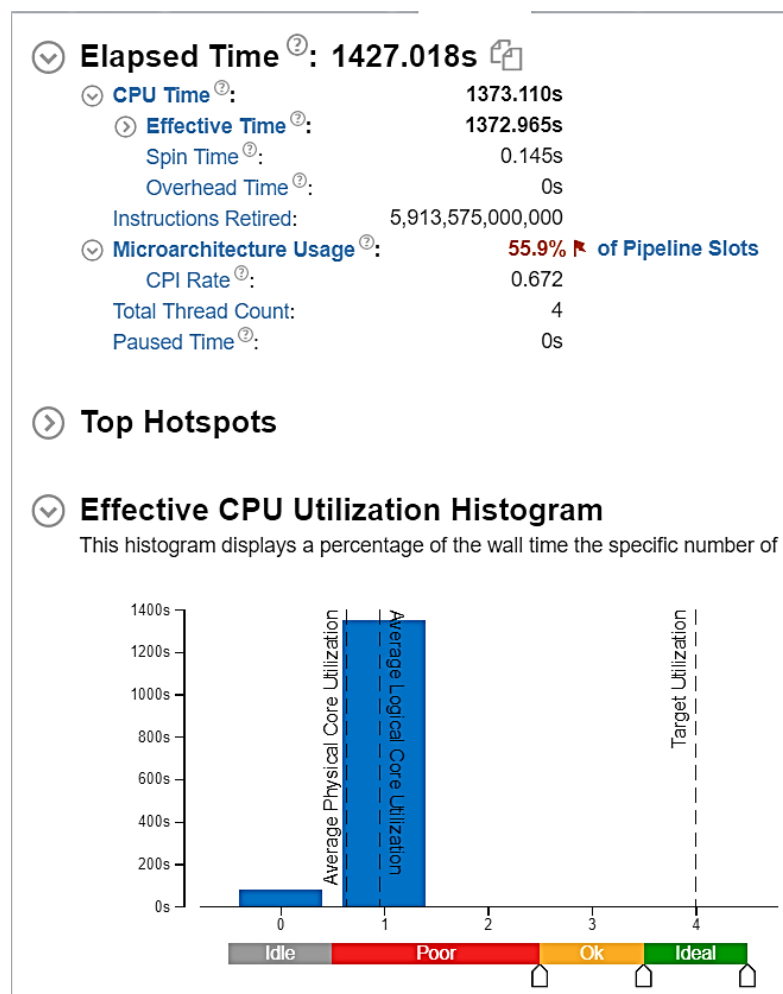 Elapsed Time ?: 1427.018s
CPU Time ?: 1373.110s
Effective Time ?: 1372.965s
Spin Time ?: 0.145s
Overhead Time ?: 0s
Instructions Retired: 5,913,575,000,000
Microarchitecture Usage ?: 55.9% of Pipeline Slots
CPI Rate ?: 0.672
Total Thread Count: 4
Paused Time ?: 0s
Top Hotspots
Effective CPU Utilization Histogram
This histogram displays a percentage of the wall time the specific number of
1400s
1200s
1000s
800s
600s
400s
200s
0s
Average Physical Core Utilization
Average Logical Core Utilization
Target Utilization
0 1 2 3 4
Idle Poor Ok Ideal